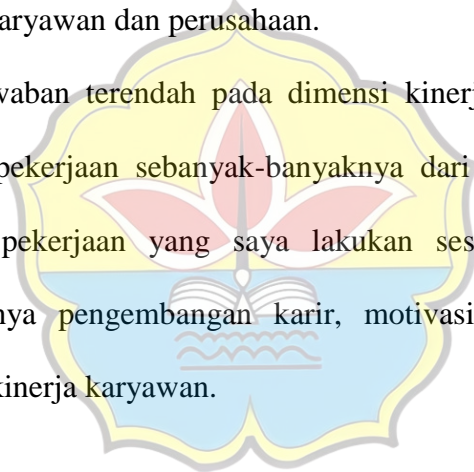 aryawan dan perusahaan.
waban terendah pada dimensi kinerj
pekerjaan sebanyak-banyaknya dari
pekerjaan yang saya lakukan ses
nya pengembangan karir, motivasi
kinerja karyawan.